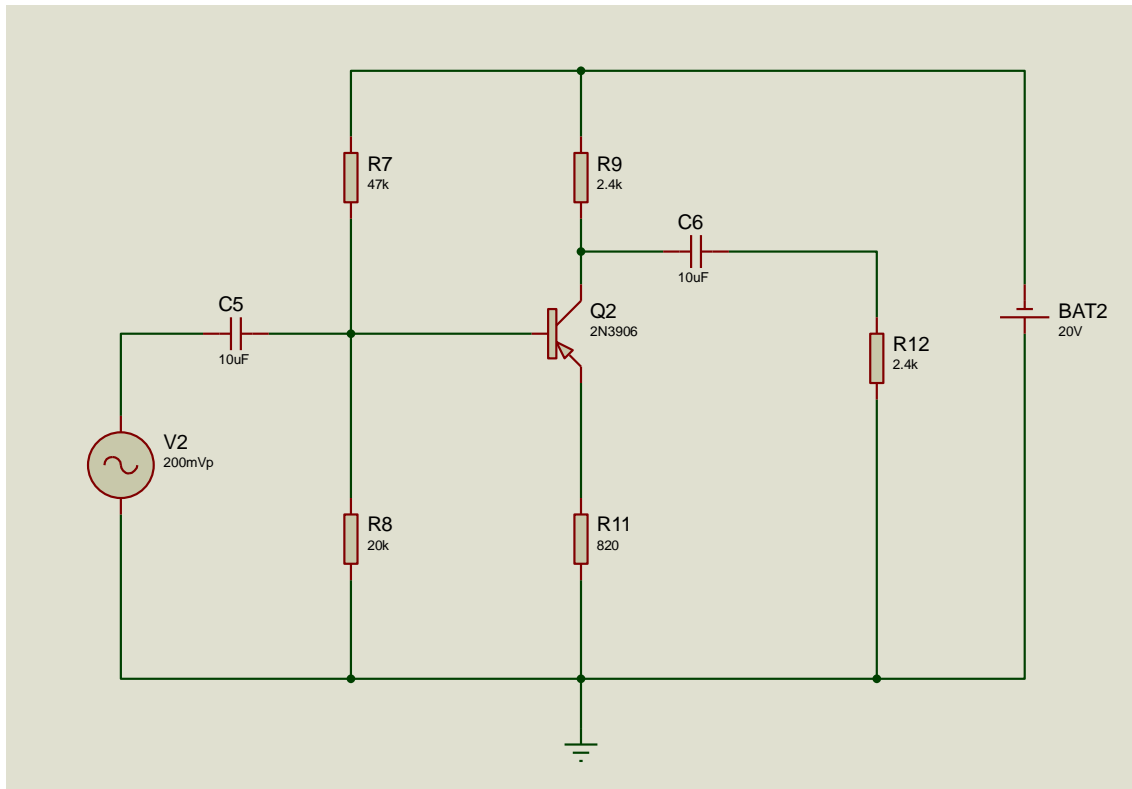 R7
47k
R9
2.4k
C6
10uF
C5
10uF
Q2
2N3906
BAT2
20V
R12
2.4k
V2
200mVp
R8
20k
R11
820